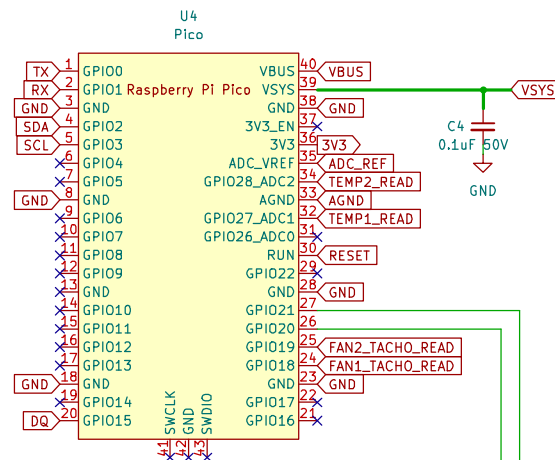 U4
Pico
TX 1 GPIO0 VBUS 40 VBUS
RX 2 GPIO1 Raspberry Pi Pico VSYS 39 VSYS
GND 3 GND GND 38 GND
SDA 4 GPIO2 3V3_EN 37 C4
SCL 5 GPIO3 3V3 36 3V3 0.1uF 50V
6 GPIO4 ADC_VREF 35 ADC_REF
7 GPIO5 GPIO28_ADC2 34 TEMP2_READ GND
GND 8 GND AGND 33 AGND
9 GPIO6 GPIO27_ADC1 32 TEMP1_READ
10 GPIO7 GPIO26_ADC0 31
11 GPIO8 RUN 30 RESET
12 GPIO9 GPIO22 29
13 GND GND 28 GND
14 GPIO10 GPIO21 27
15 GPIO11 GPIO20 26
16 GPIO12 GPIO19 25 FAN2_TACHO_READ
17 GPIO13 GPIO18 24 FAN1_TACHO_READ
GND 18 GND GND 23 GND
19 GPIO14 GPIO17 22
DQ 20 GPIO15 GPIO16 21
SWCLK GND SWDIO
41 42 43